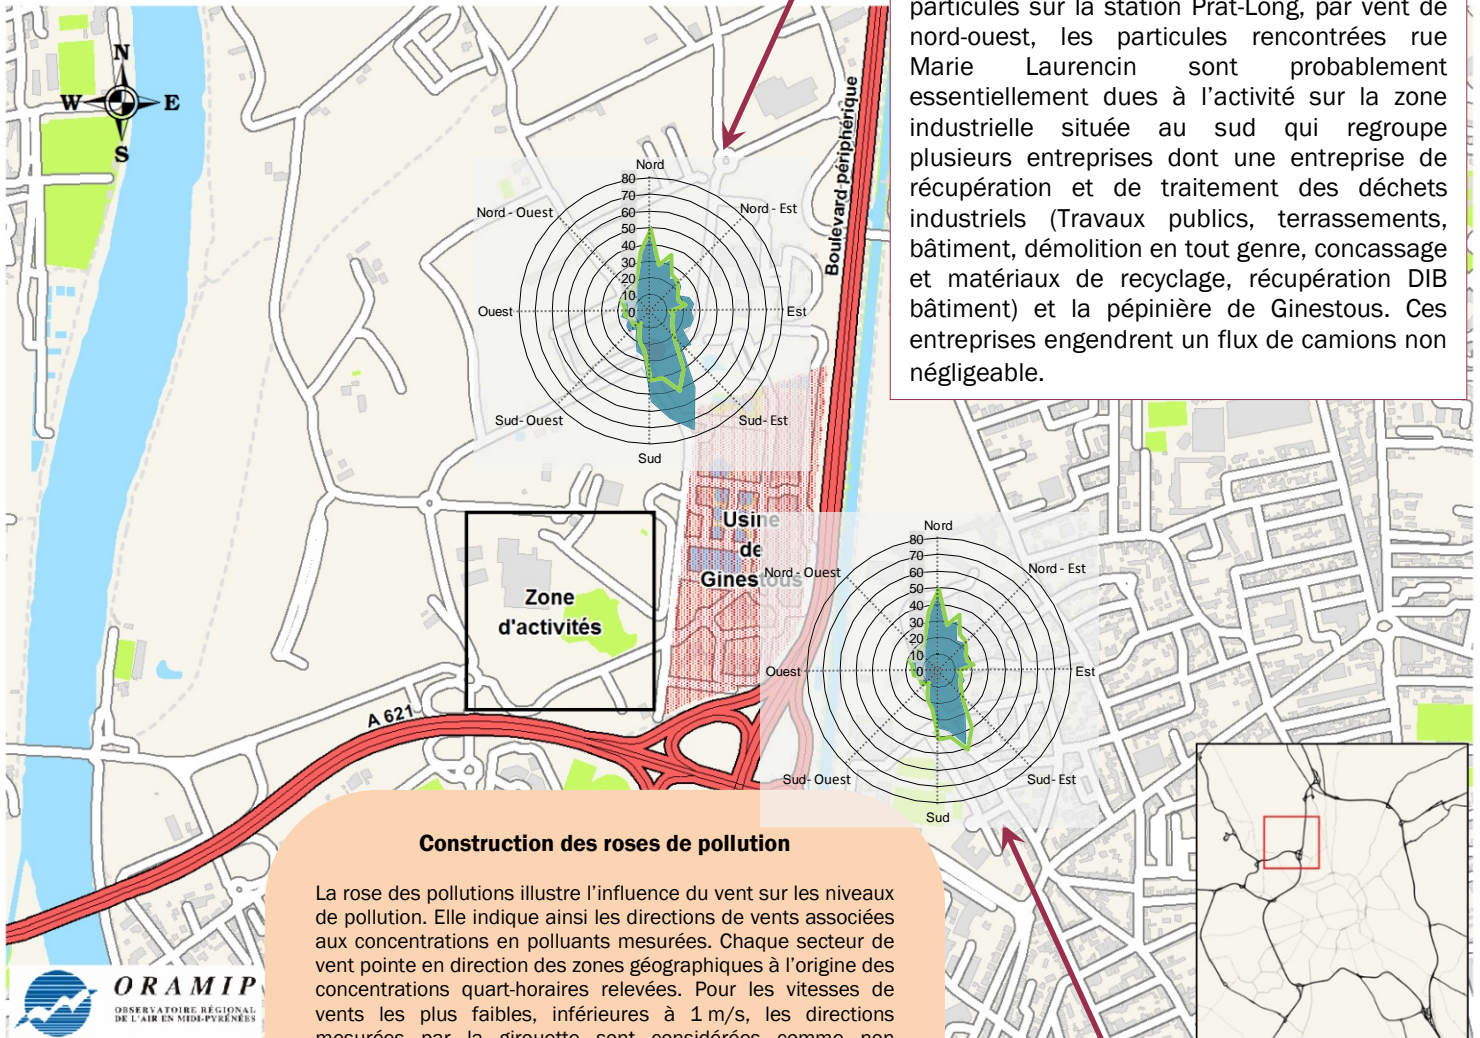 particules sur la station Prat-Long, par vent de
nord-ouest, les particules rencontrées rue
Marie Laurencin sont probablement
essentiellement dues à l’activité sur la zone
industrielle située au sud qui regroupe
plusieurs entreprises dont une entreprise de
récupération et de traitement des déchets
industriels (Travaux publics, terrassements,
bâtiment, démolition en tout genre, concassage
et matériaux de recyclage, récupération DIB
bâtiment) et la pépinière de Ginestous. Ces
entreprises engendrent un flux de camions non
négligeable.
N
W
E
S
Boulevard périphérique
Nord
80
70
60
50
40
30
20
10
0
Nord - Ouest
Nord - Est
Ouest
Est
Sud- Ouest
Sud- Est
Sud
Usine
de
Ginestous
Zone
d'activités
A 621
Nord
80
70
60
50
40
30
20
10
0
Nord - Ouest
Nord - Est
Ouest
Est
Sud- Ouest
Sud- Est
Sud
Construction des roses de pollution
La rose des pollutions illustre l’influence du vent sur les niveaux
de pollution. Elle indique ainsi les directions de vents associées
aux concentrations en polluants mesurées. Chaque secteur de
vent pointe en direction des zones géographiques à l’origine des
concentrations quart-horaires relevées. Pour les vitesses de
vents les plus faibles, inférieures à 1 m/s, les directions
mesurées par la girouette sont considérées comme non
ORAMIP
OBSERVATOIRE RÉGIONAL
DE L'AIR EN MIDI-PYRÉNÉES